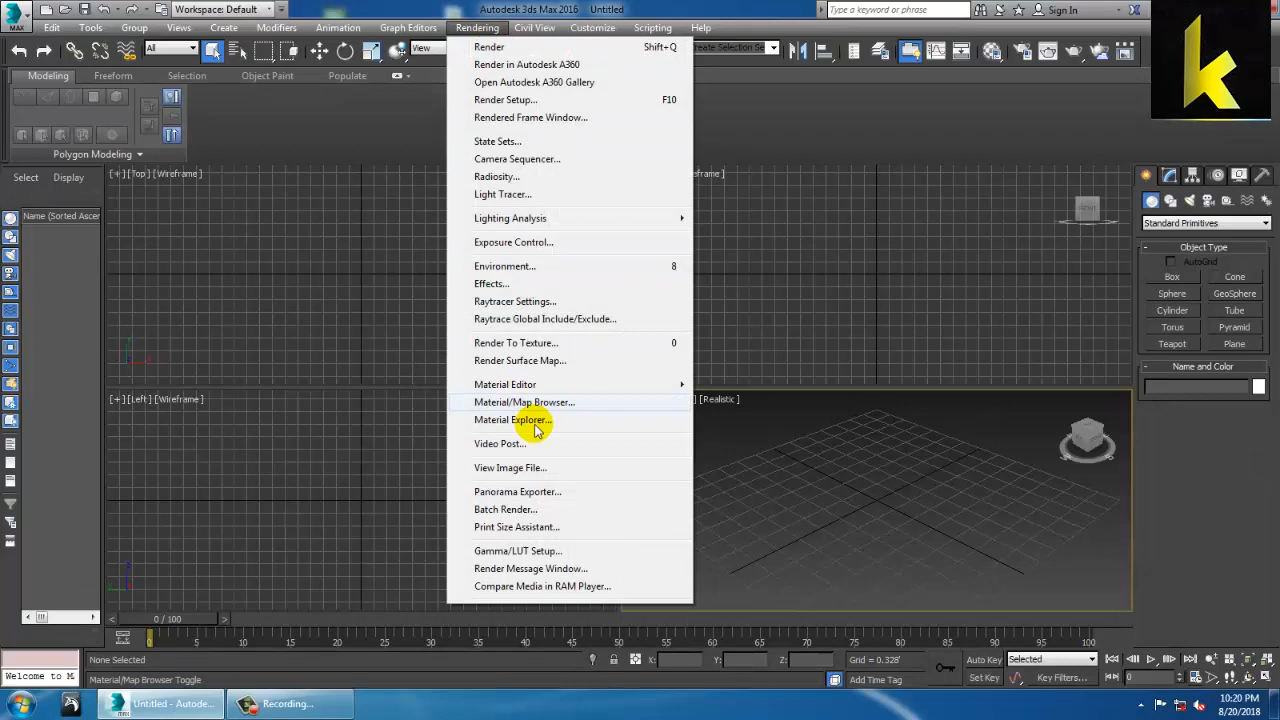 MAX
Workspace: Default
Autodesk 3ds Max 2016   Untitled
Type a keyword or phrase
Sign In
Edit Tools Group Views Create Modifiers Animation Graph Editors Rendering Civil View Customize Scripting Help
All
View
Create Selection Se
Modeling Freeform Selection Object Paint Populate
Polygon Modeling
Select Display
Name (Sorted Ascen
[+] [Top] [Wireframe]
[+] [Left] [Wireframe]
[Realistic]
FRONT
Render Shift+Q
Render in Autodesk A360
Open Autodesk A360 Gallery
Render Setup... F10
Rendered Frame Window...
State Sets...
Camera Sequencer...
Radiosity...
Light Tracer...
Lighting Analysis
Exposure Control...
Environment... 8
Effects...
Raytracer Settings...
Raytrace Global Include/Exclude...
Render To Texture... 0
Render Surface Map...
Material Editor
Material/Map Browser...
Material Explorer...
Video Post...
View Image File...
Panorama Exporter...
Batch Render...
Print Size Assistant...
Gamma/LUT Setup...
Render Message Window...
Compare Media in RAM Player...
k
Standard Primitives
Object Type
AutoGrid
Box Cone
Sphere GeoSphere
Cylinder Tube
Torus Pyramid
Teapot Plane
Name and Color
0 / 100
0 5 10 15 20 25 30 35 40 45 50 55 60 65 70 75 80 85 90 95 100
None Selected
X: Y: Z: Grid = 0.328' Auto Key Selected
Welcome to M
Material/Map Browser Toggle
Add Time Tag Set Key Key Filters... 0
Untitled - Autode...
Recording...
10:20 PM
8/20/2018